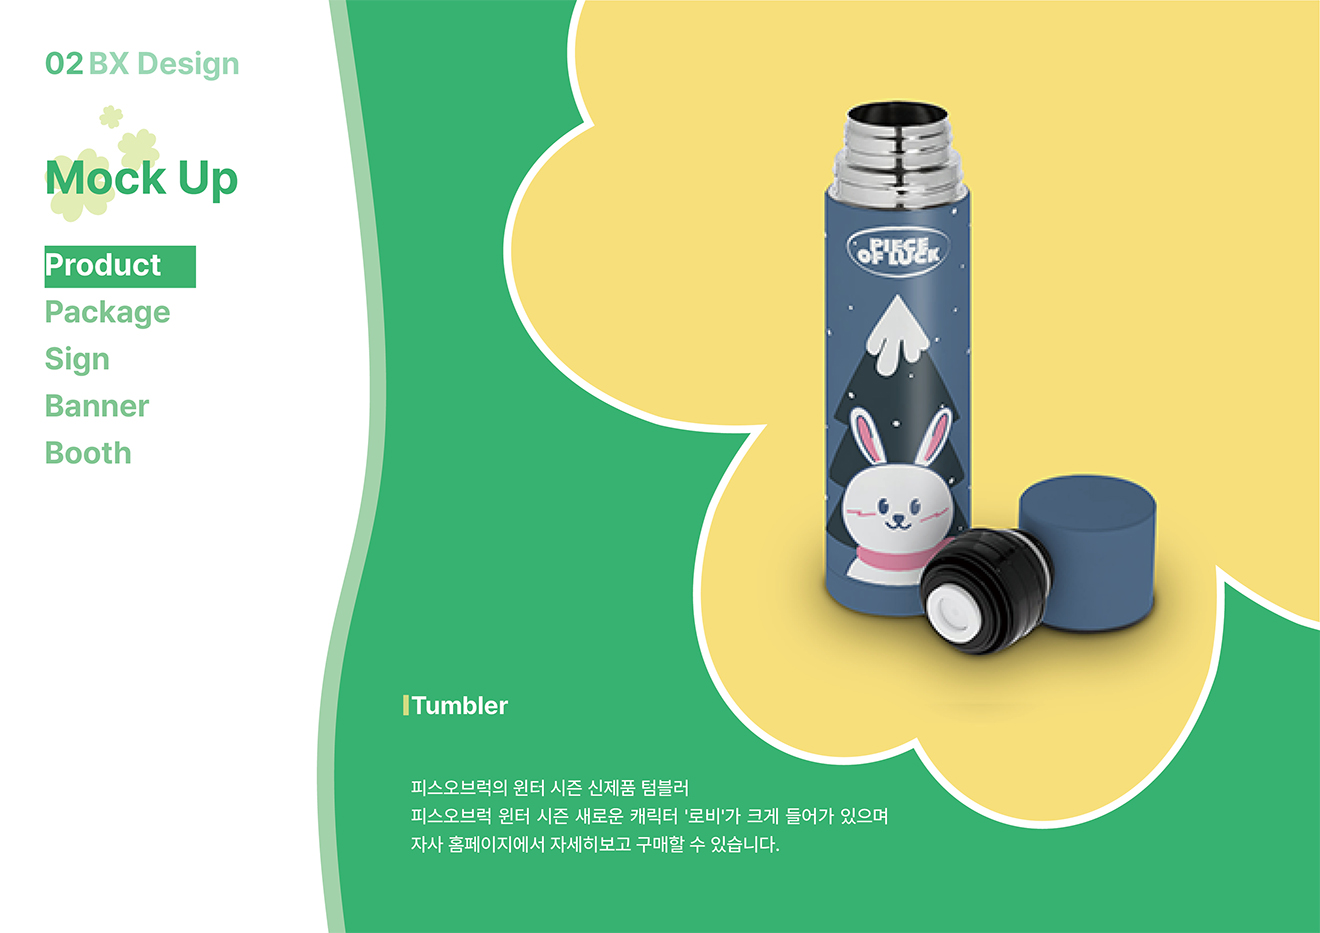 02 BX Design
Mock Up
Product
Package
Sign
Banner
Booth
PIECE
OF LUCK
Tumbler
피스오브럭의 윈터 시즌 신제품 텀블러
피스오브럭 윈터 시즌 새로운 캐릭터 '로비'가 크게 들어가 있으며
자사 홈페이지에서 자세히보고 구매할 수 있습니다.